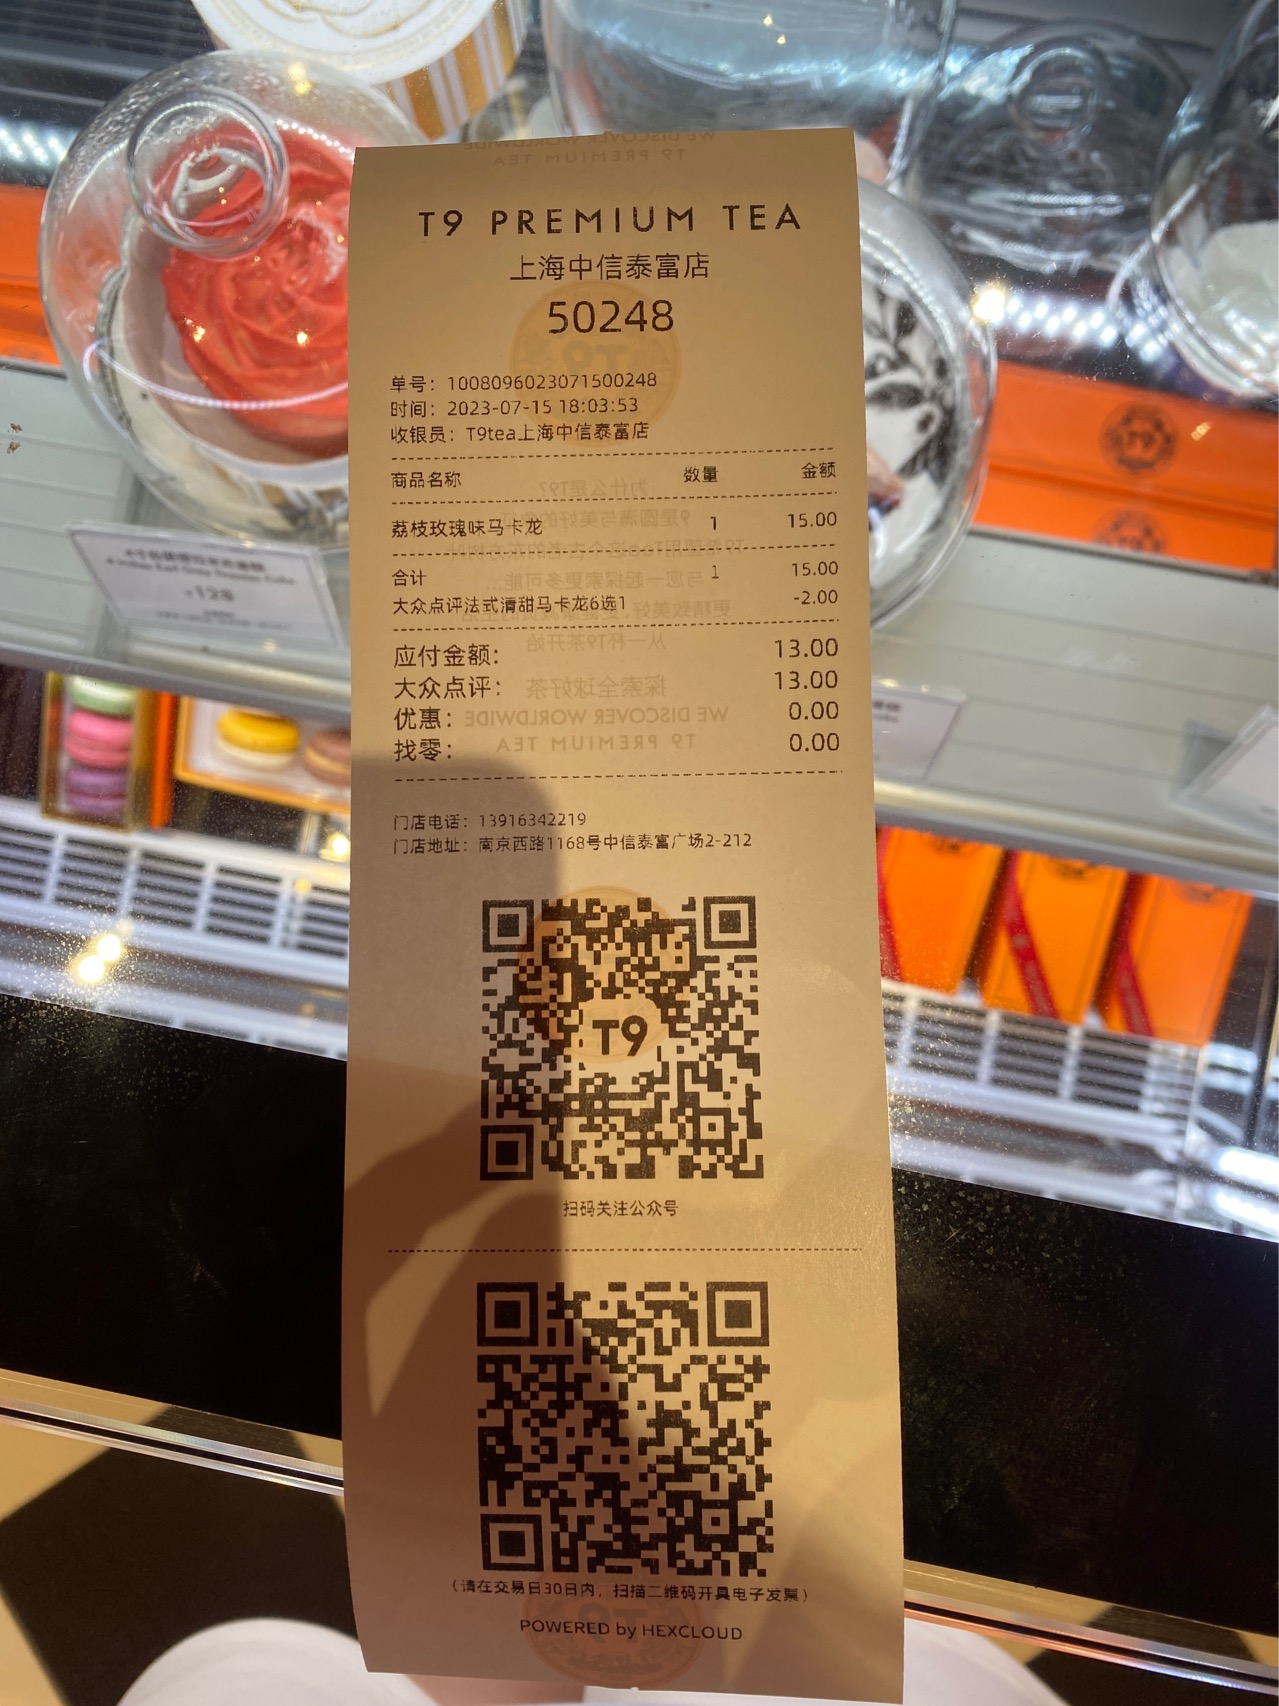 T9 PREMIUM TEA
上海中信泰富店
50248
单号：1008096023071500248
时间：2023-07-15 18:03:53
收银员：T9tea上海中信泰富店
商品名称 数量 金额
荔枝玫瑰味马卡龙 1 15.00
合计 1 15.00
大众点评法式清甜马卡龙6选1 -2.00
应付金额： 13.00
大众点评： 13.00
优惠： 0.00
找零： 0.00
门店电话：13916342219
门店地址：南京西路1168号中信泰富广场2-212
T9
扫码关注公众号
（请在交易日30日内，扫描二维码开具电子发票）
POWERED by HEXCLOUD